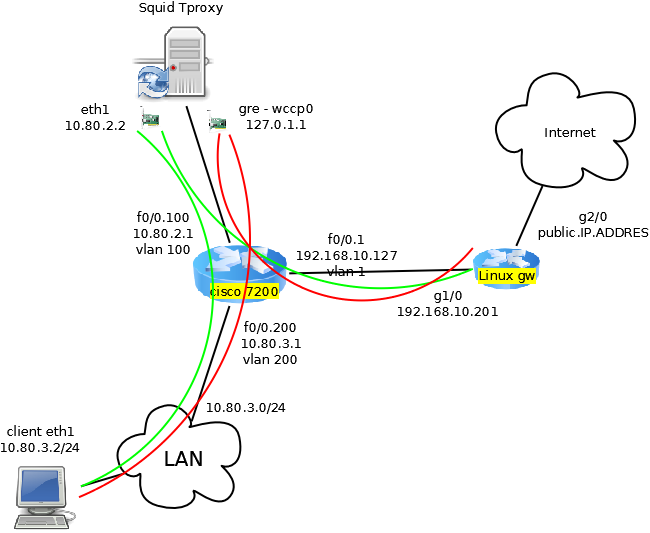 Squid Tproxy
eth1
10.80.2.2
gre - wccp0
127.0.1.1
Internet
g2/0
public.IP.ADDRES
f0/0.100
10.80.2.1
vlan 100
f0/0.1
192.168.10.127
vlan 1
cisco 7200
Linux gw
g1/0
192.168.10.201
f0/0.200
10.80.3.1
vlan 200
10.80.3.0/24
client eth1
10.80.3.2/24
LAN